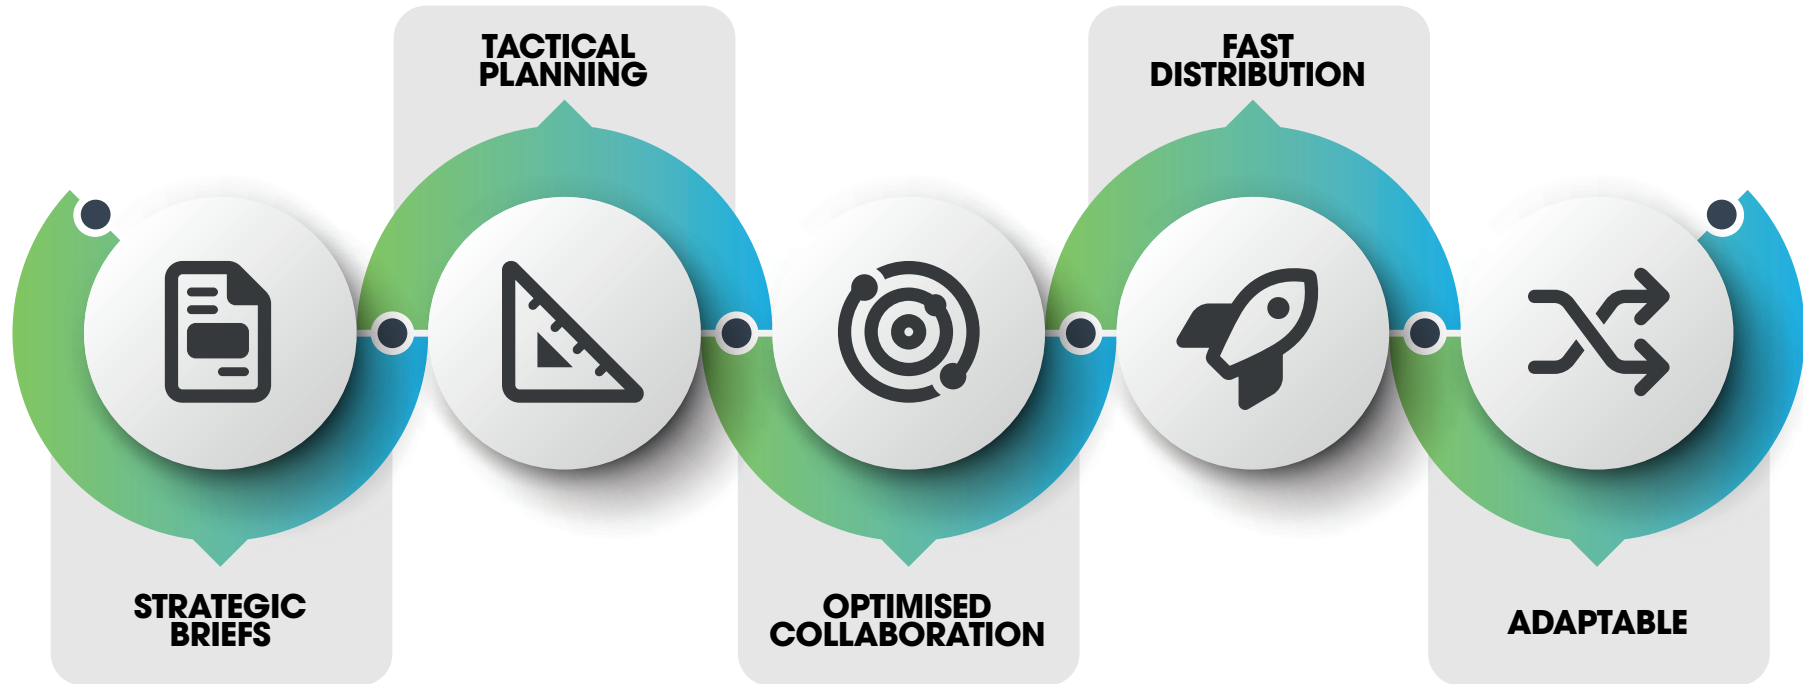 STRATEGIC
BRIEFS
TACTICAL
PLANNING
OPTIMISED
COLLABORATION
FAST
DISTRIBUTION
ADAPTABLE